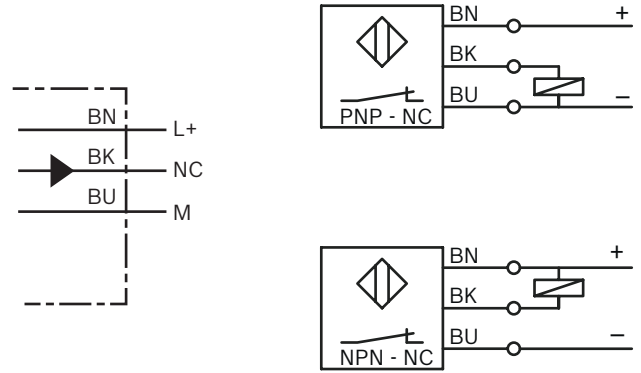 BN L+
BK NC
BU M
BN +
BK
BU −
PNP - NC
BN +
BK
BU −
NPN - NC